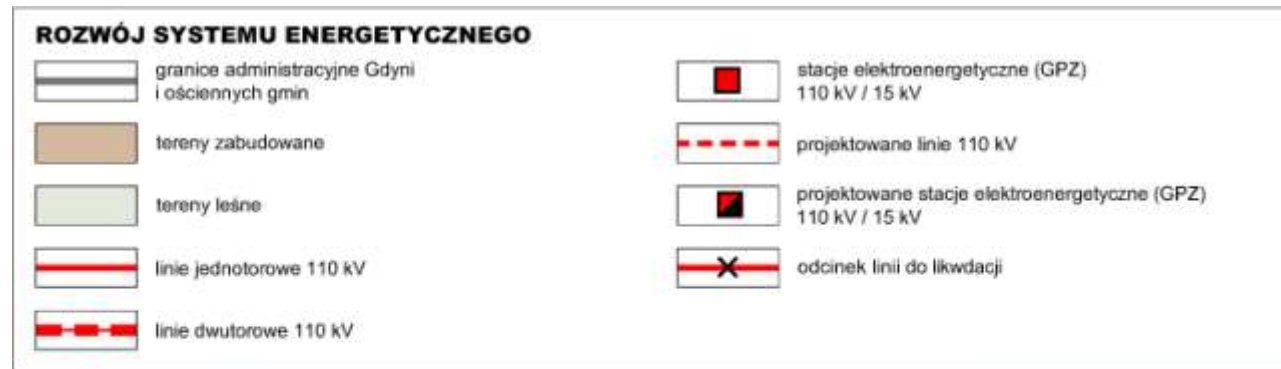 ROZWÓJ SYSTEMU ENERGETYCZNEGO
granice administracyjne Gdyni
i ościennych gmin
tereny zabudowane
tereny leśne
linie jednotorowe 110 kV
linie dwutorowe 110 kV
stacje elektroenergetyczne (GPZ)
110 kV / 15 kV
projektowane linie 110 kV
projektowane stacje elektroenergetyczne (GPZ)
110 kV / 15 kV
odcinek linii do likwdacji